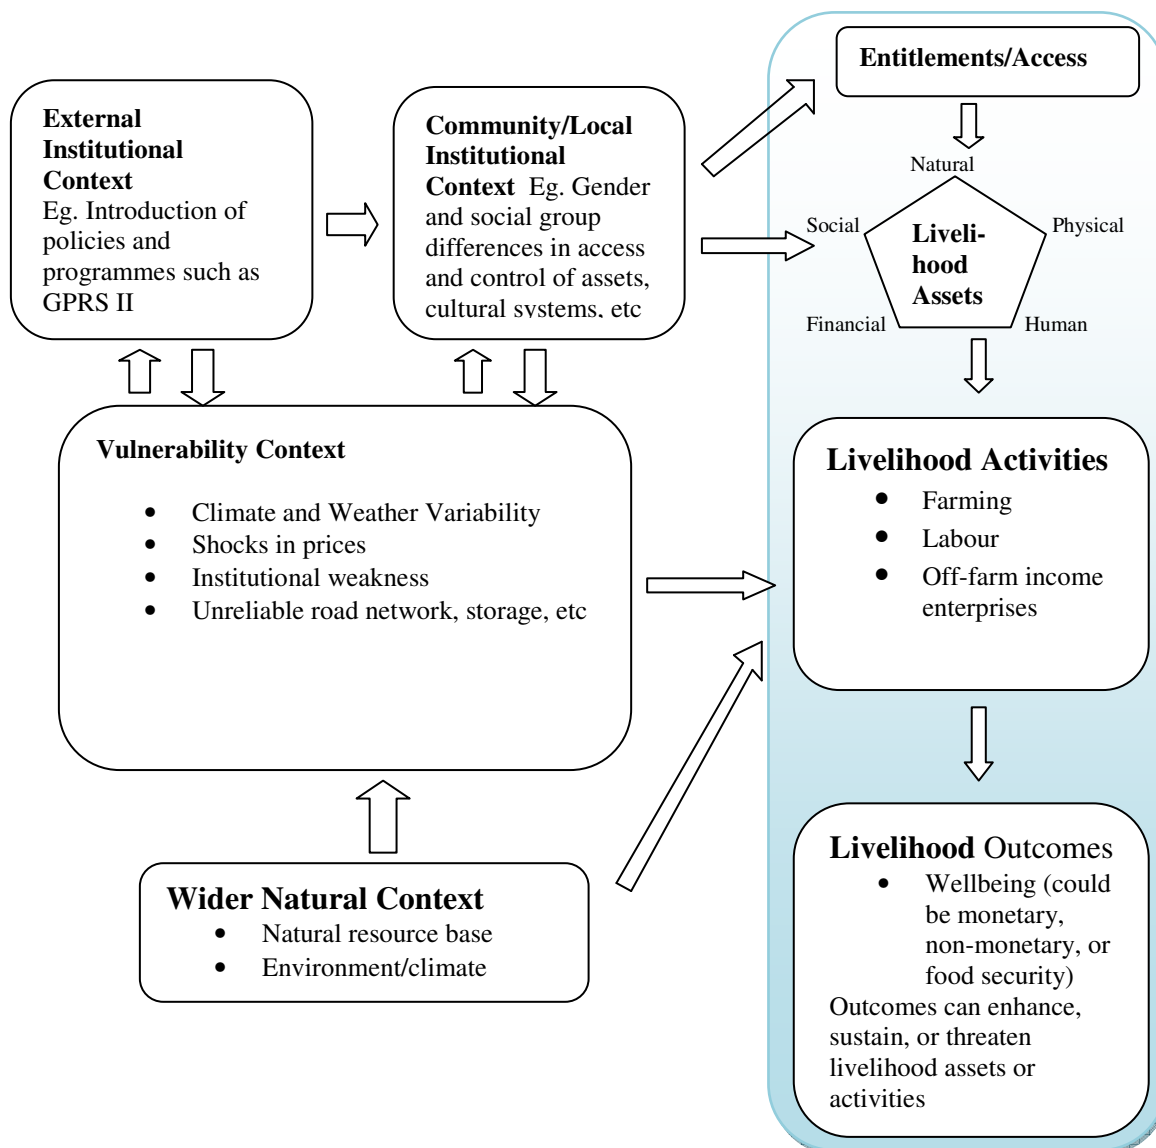 External
Institutional
Context
Eg. Introduction of
policies and
programmes such as
GPRS II
Community/Local
Institutional
Context Eg. Gender
and social group
differences in access
and control of assets,
cultural systems, etc
Entitlements/Access
Natural
Social
Physical
Liveli-
hood
Assets
Financial
Human
Vulnerability Context
• Climate and Weather Variability
• Shocks in prices
• Institutional weakness
• Unreliable road network, storage, etc
Livelihood Activities
• Farming
• Labour
• Off-farm income
enterprises
Wider Natural Context
• Natural resource base
• Environment/climate
Livelihood Outcomes
• Wellbeing (could
be monetary,
non-monetary, or
food security)
Outcomes can enhance,
sustain, or threaten
livelihood assets or
activities